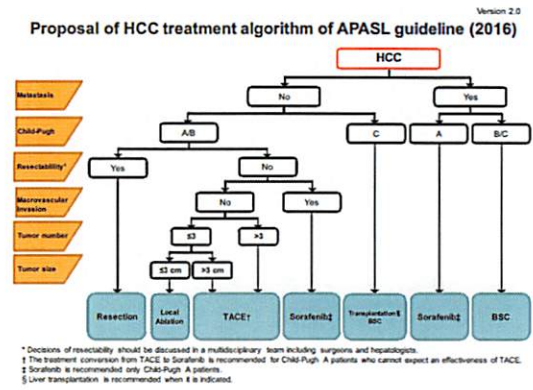 Version 2.0
Proposal of HCC treatment algorithm of APASL guideline (2016)
HCC
Metastasis
No
Yes
Child-Pugh
A/B
C
A
B/C
Resectability*
Yes
No
Macrovascular
Invasion
No
Yes
Tumor number
≤3
>3
Tumor size
≤3 cm
>3 cm
Resection
Local
Ablation
TACE†
Sorafenib‡
Transplantation§
BSC
Sorafenib‡
BSC
* Decisions of resectability should be discussed in a multidisciplinary team including surgeons and hepatologists.
† The treatment conversion from TACE to Sorafenib is recommended for Child-Pugh A patients who cannot expect an effectiveness of TACE.
‡ Sorafenib is recommended only Child-Pugh A patients.
§ Liver transplantation is recommended when it is indicated.